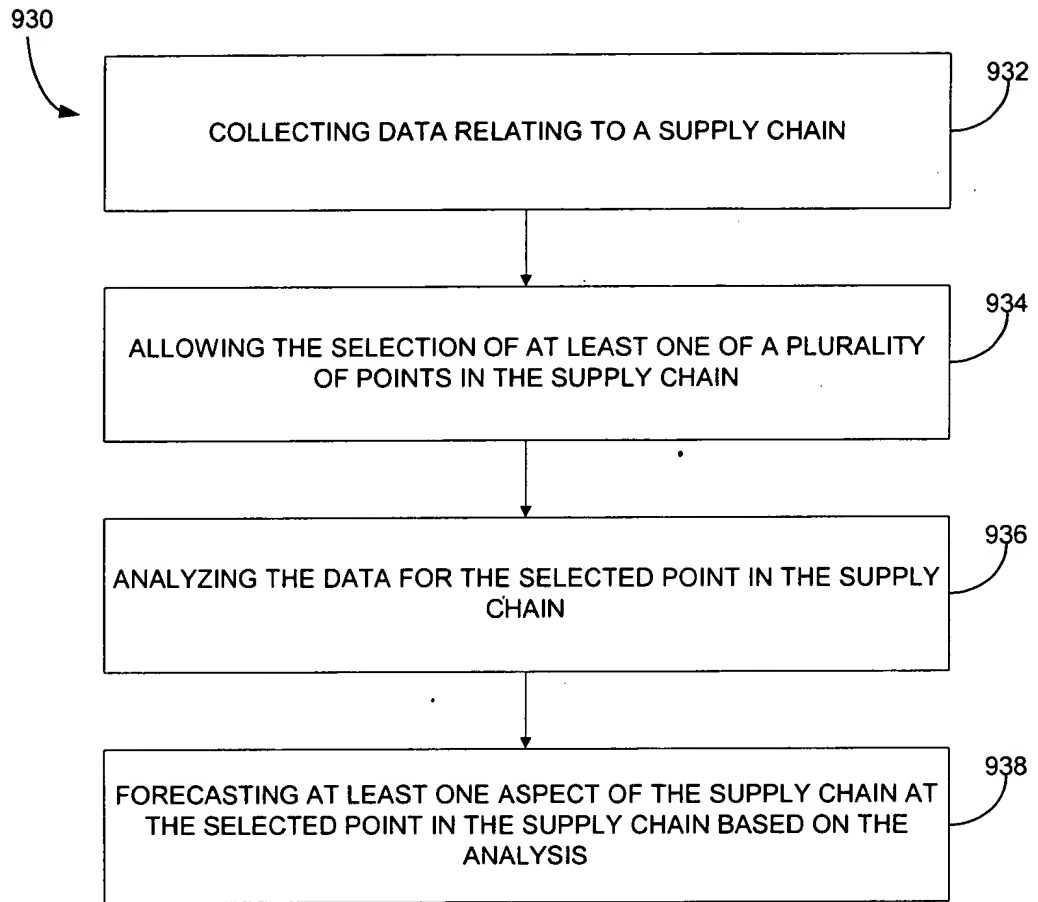 930
932
COLLECTING DATA RELATING TO A SUPPLY CHAIN
934
ALLOWING THE SELECTION OF AT LEAST ONE OF A PLURALITY
OF POINTS IN THE SUPPLY CHAIN
936
ANALYZING THE DATA FOR THE SELECTED POINT IN THE SUPPLY
CHAIN
938
FORECASTING AT LEAST ONE ASPECT OF THE SUPPLY CHAIN AT
THE SELECTED POINT IN THE SUPPLY CHAIN BASED ON THE
ANALYSIS